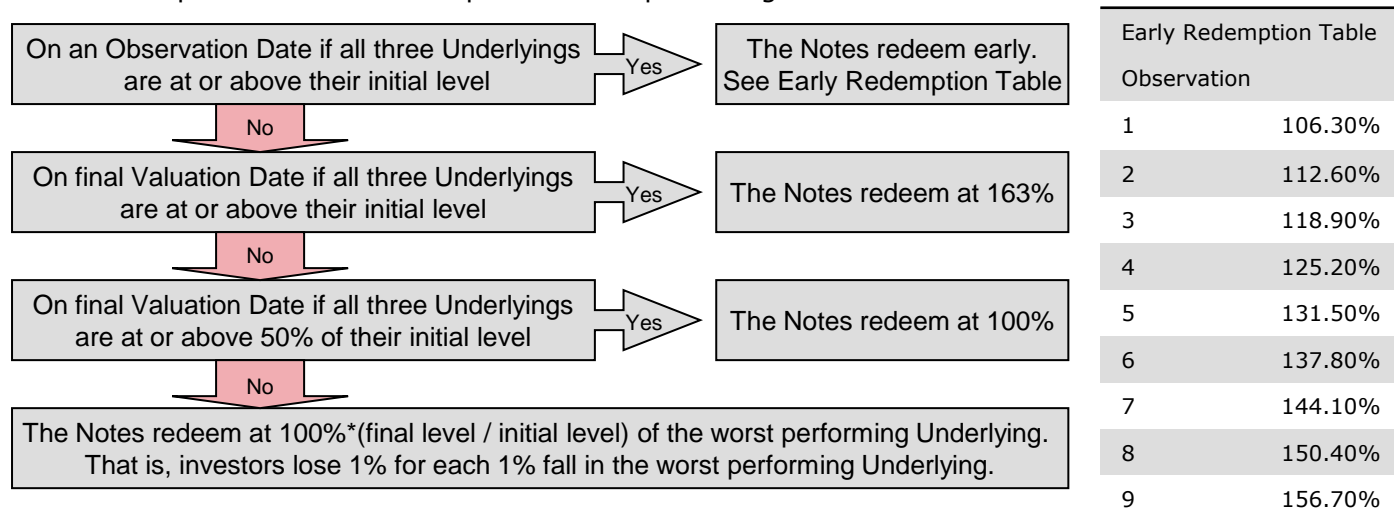 On an Observation Date if all three Underlyings
are at or above their initial level
Yes
The Notes redeem early.
See Early Redemption Table
No
On final Valuation Date if all three Underlyings
are at or above their initial level
Yes
The Notes redeem at 163%
No
On final Valuation Date if all three Underlyings
are at or above 50% of their initial level
Yes
The Notes redeem at 100%
No
The Notes redeem at 100%*(final level / initial level) of the worst performing Underlying.
That is, investors lose 1% for each 1% fall in the worst performing Underlying.
Early Redemption Table
Observation
1 106.30%
2 112.60%
3 118.90%
4 125.20%
5 131.50%
6 137.80%
7 144.10%
8 150.40%
9 156.70%